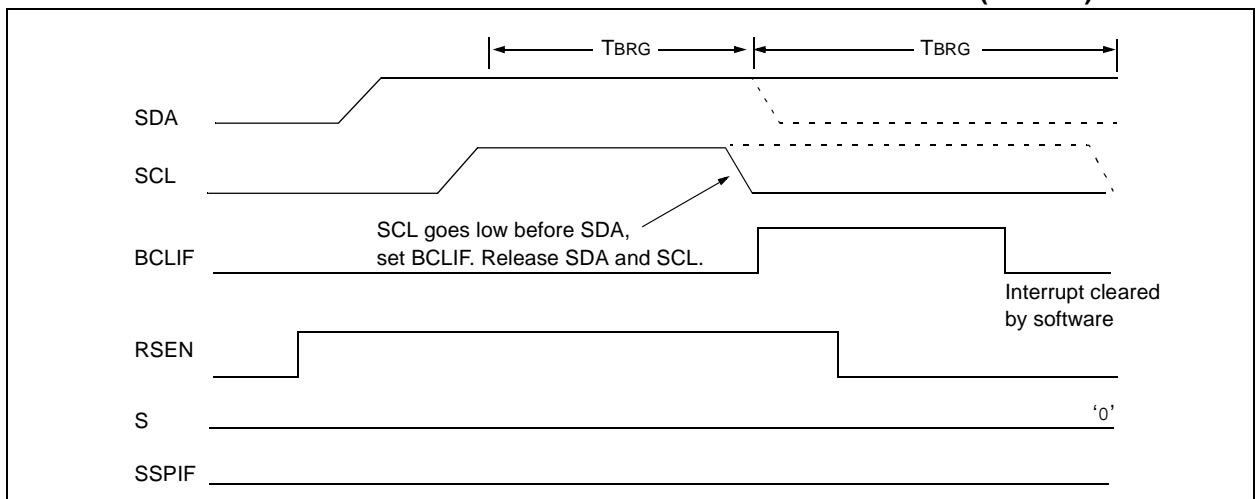 TBRG TBRG
SDA
SCL
SCL goes low before SDA,
set BCLIF. Release SDA and SCL.
BCLIF
Interrupt cleared
by software
RSEN
S
‘0’
SSPIF